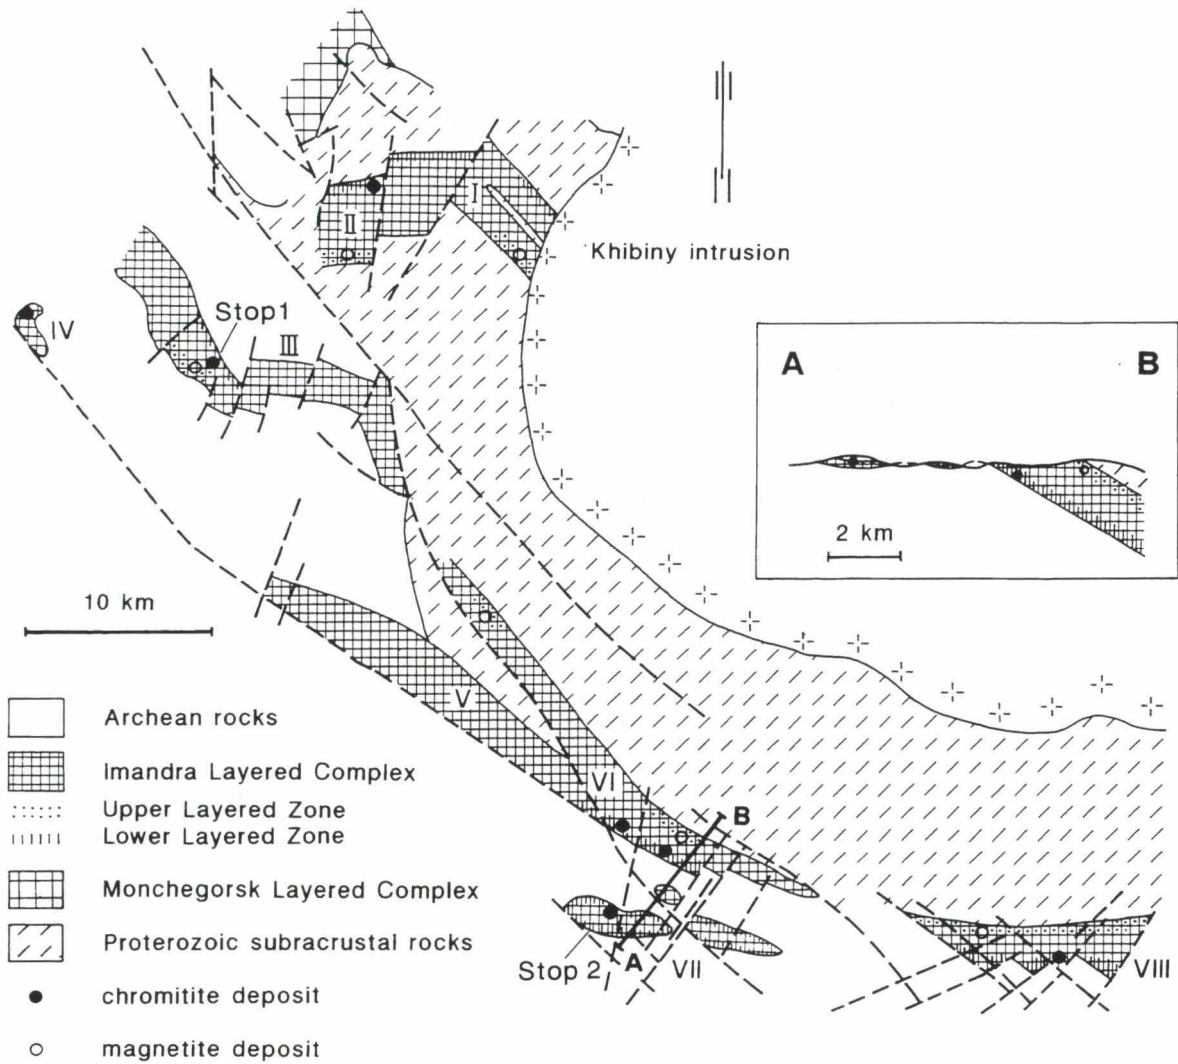 I
II
Khibiny intrusion
Stop1
IV
III
A
B
2 km
10 km
V
VI
B
Stop 2
A
VII
VIII
Archean rocks
Imandra Layered Complex
Upper Layered Zone
Lower Layered Zone
Monchegorsk Layered Complex
Proterozoic subracrustal rocks
chromitite deposit
magnetite deposit